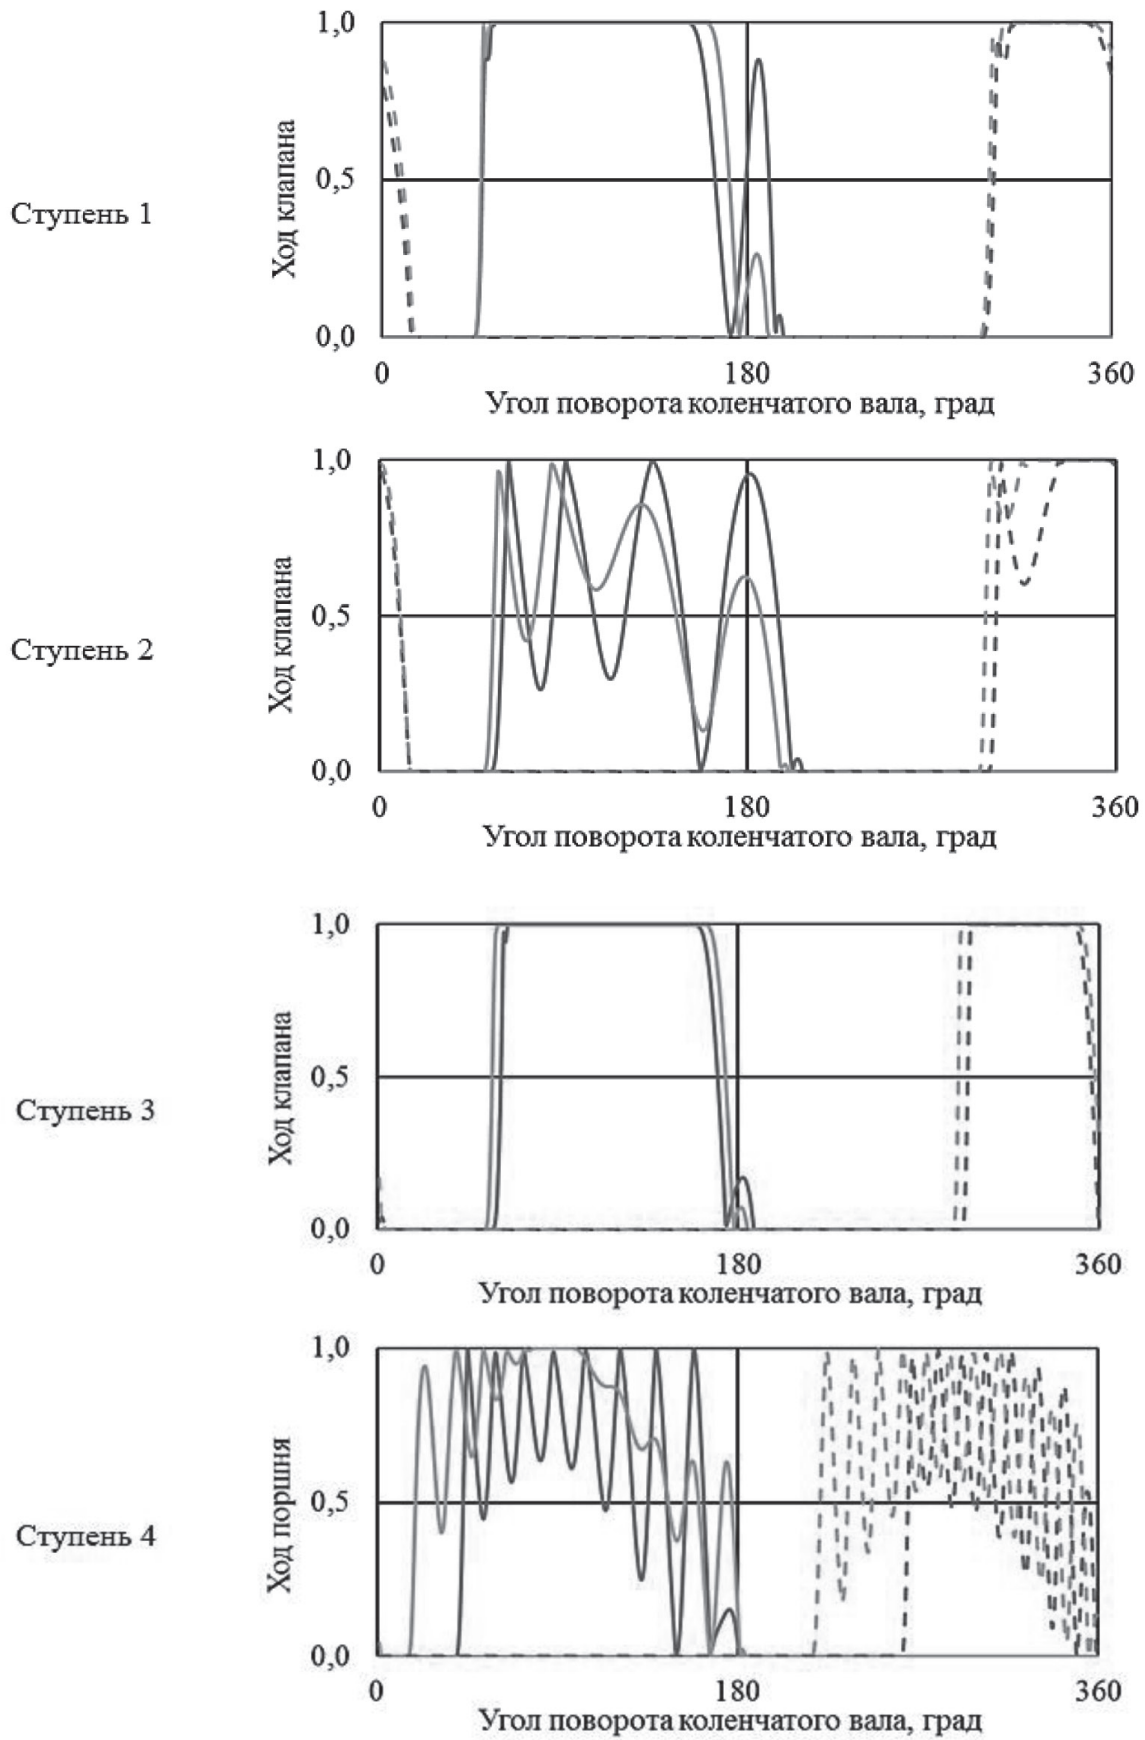 Ступень 1
Ход клапана
1,0
0,5
0,0
0 180 360
Угол поворота коленчатого вала, град
Ступень 2
Ход клапана
1,0
0,5
0,0
0 180 360
Угол поворота коленчатого вала, град
Ступень 3
Ход клапана
1,0
0,5
0,0
0 180 360
Угол поворота коленчатого вала, град
Ступень 4
Ход поршня
1,0
0,5
0,0
0 180 360
Угол поворота коленчатого вала, град